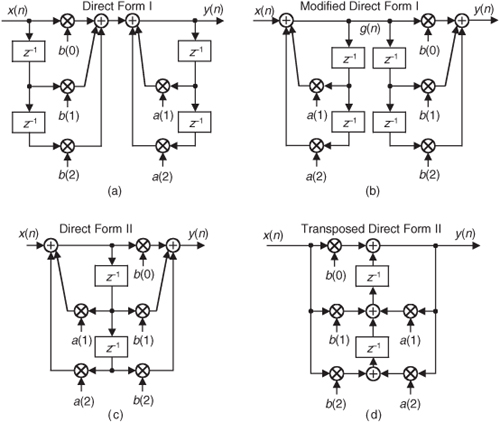 Direct Form I
x(n) y(n)
b(0)
z⁻¹ z⁻¹
b(1) a(1)
z⁻¹ z⁻¹
b(2) a(2)
(a)
Modified Direct Form I
x(n) y(n)
g(n) b(0)
z⁻¹ z⁻¹
a(1) b(1)
z⁻¹ z⁻¹
a(2) b(2)
(b)
Direct Form II
x(n) y(n)
b(0)
z⁻¹
a(1) b(1)
z⁻¹
a(2) b(2)
(c)
Transposed Direct Form II
x(n) y(n)
b(0)
z⁻¹
b(1) a(1)
z⁻¹
b(2) a(2)
(d)